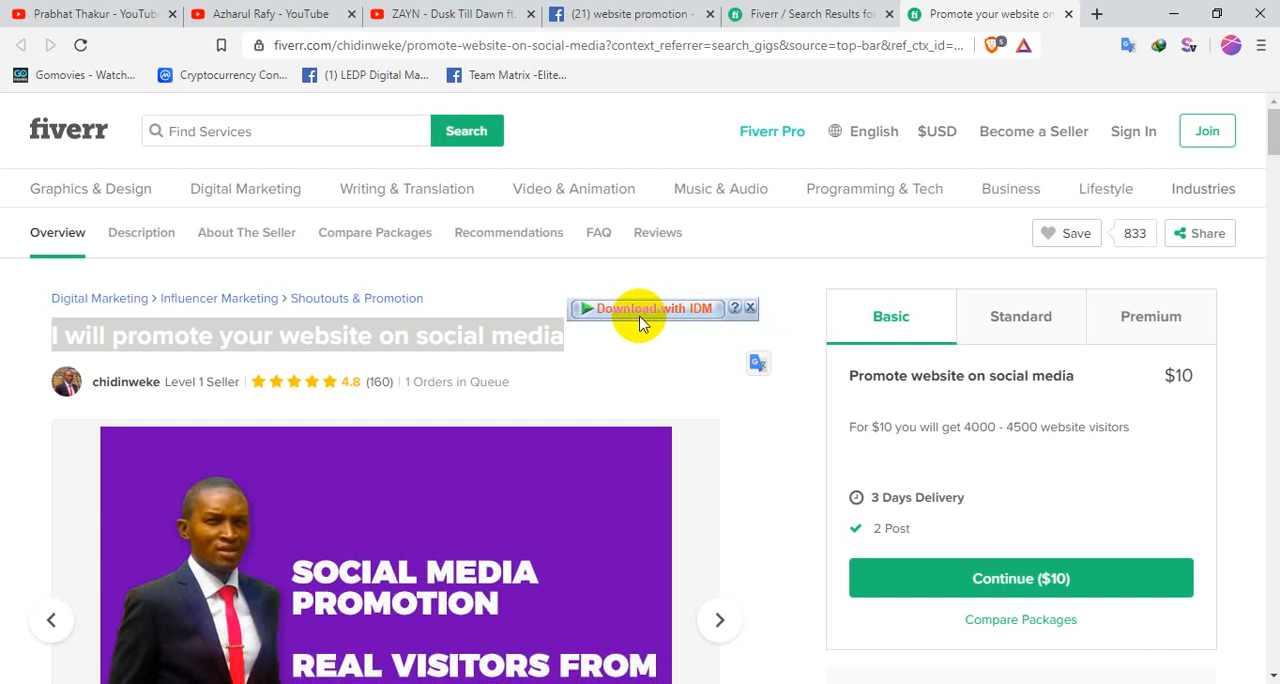 Prabhat Thakur - YouTub
Azharul Rafy - YouTube
ZAYN - Dusk Till Dawn ft.
(21) website promotion -
Fiverr / Search Results for
Promote your website on
fiverr.com/chidinweke/promote-website-on-social-media?context_referrer=search_gigs&source=top-bar&ref_ctx_id=...
Gomovies - Watch...
Cryptocurrency Con...
(1) LEDP Digital Ma...
Team Matrix -Elite...
fiverr
Find Services
Search
Fiverr Pro
English
$USD
Become a Seller
Sign In
Join
Graphics & Design
Digital Marketing
Writing & Translation
Video & Animation
Music & Audio
Programming & Tech
Business
Lifestyle
Industries
Overview
Description
About The Seller
Compare Packages
Recommendations
FAQ
Reviews
Save
833
Share
Digital Marketing > Influencer Marketing > Shoutouts & Promotion
Download with IDM
I will promote your website on social media
chidinweke Level 1 Seller 4.8 (160) 1 Orders in Queue
SOCIAL MEDIA
PROMOTION
REAL VISITORS FROM
Basic
Standard
Premium
Promote website on social media $10
For $10 you will get 4000 - 4500 website visitors
3 Days Delivery
2 Post
Continue ($10)
Compare Packages